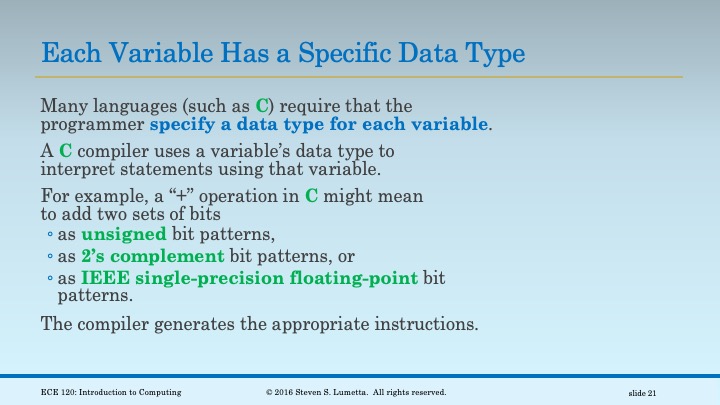 Each Variable Has a Specific Data Type
Many languages (such as C) require that the
programmer specify a data type for each variable.
A C compiler uses a variable’s data type to
interpret statements using that variable.
For example, a “+” operation in C might mean
to add two sets of bits
◦ as unsigned bit patterns,
◦ as 2’s complement bit patterns, or
◦ as IEEE single-precision floating-point bit
patterns.
The compiler generates the appropriate instructions.
ECE 120: Introduction to Computing © 2016 Steven S. Lumetta. All rights reserved. slide 21